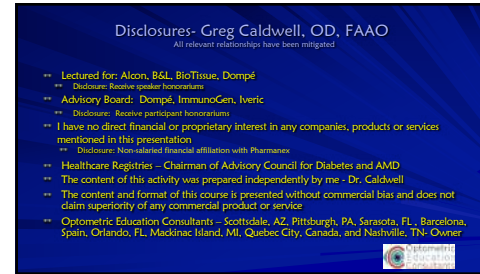 Disclosures- Greg Caldwell, OD, FAAO
All relevant relationships have been mitigated
Lectured for: Alcon, B&L, BioTissue, Dompé
Disclosure: Receive speaker honorariums
Advisory Board: Dompé, ImmunoGen, Iveric
Disclosure: Receive participant honorariums
I have no direct financial or proprietary interest in any companies, products or services
mentioned in this presentation
Disclosure: Non-salaried financial affiliation with Pharmanex
Healthcare Registries – Chairman of Advisory Council for Diabetes and AMD
The content of this activity was prepared independently by me - Dr. Caldwell
The content and format of this course is presented without commercial bias and does not
claim superiority of any commercial product or service
Optometric Education Consultants – Scottsdale, AZ, Pittsburgh, PA, Sarasota, FL , Barcelona,
Spain, Orlando, FL, Mackinac Island, MI, Quebec City, Canada, and Nashville, TN- Owner
Optometric
Education
Consultants